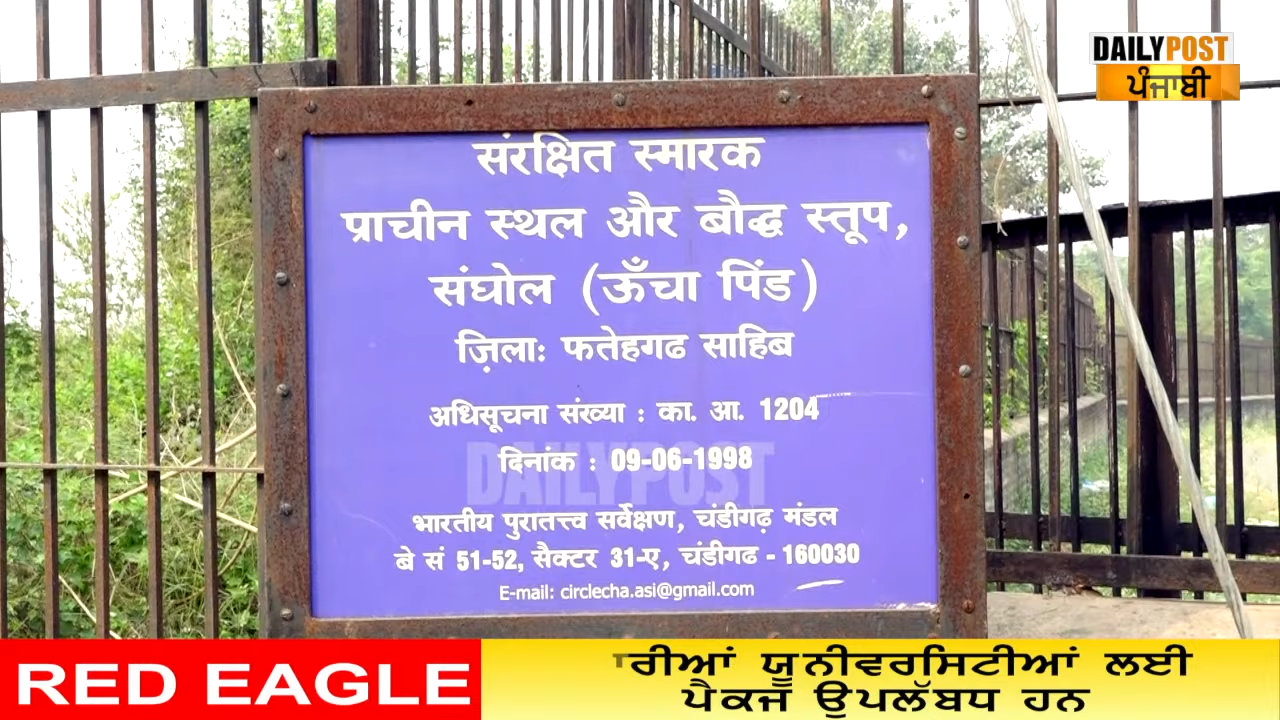 DAILYPOST
ਪੰਜਾਬੀ
संरक्षित स्मारक
प्राचीन स्थल और बौद्ध स्तूप,
संघोल (ऊँचा पिंड)
ज़िला: फतेहगढ साहिब
अधिसूचना संख्या : का. आ. 1204
दिनांक : 09-06-1998
DAILYPOST
भारतीय पुरातत्त्व सर्वेक्षण, चंडीगढ़ मंडल
बे सं 51-52, सैक्टर 31-ए, चंडीगढ - 160030
E-mail: circlecha.asi@gmail.com
RED EAGLE
ਯੂਨੀਵਰਸਿਟੀਆਂ ਲਈ
ਪੈਕਜ ਉਪਲੱਬਧ ਹਨ